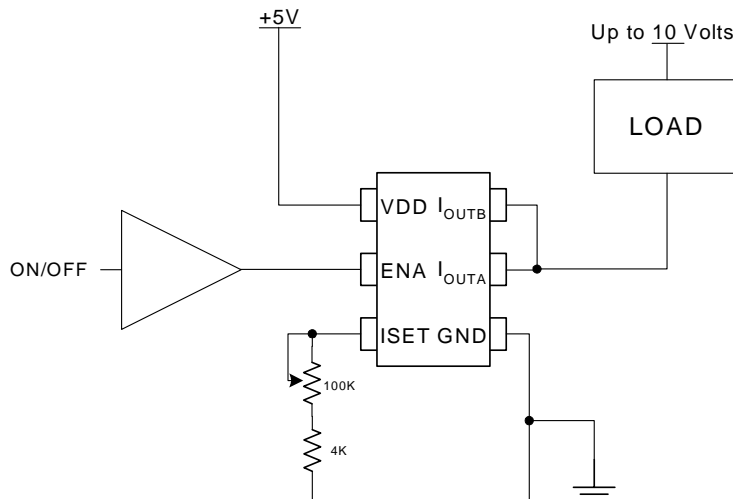 +5V
Up to 10 Volts
LOAD
VDD IOUTB
ON/OFF
ENA IOUTA
ISET GND
100K
4K